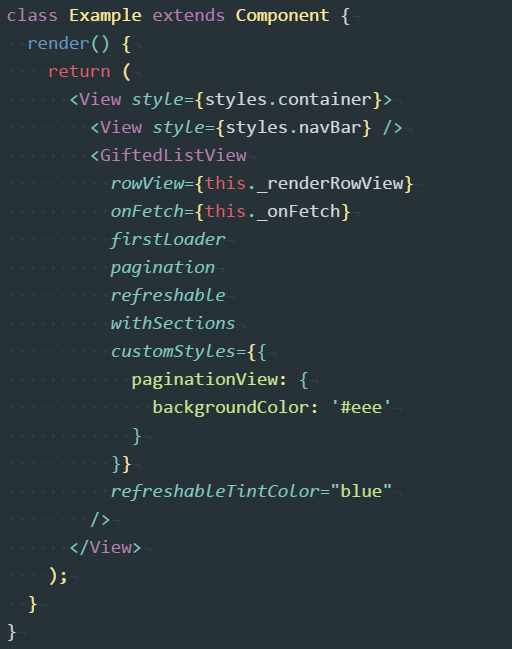 class Example extends Component {
  render() {
    return (
      <View style={styles.container}>
        <View style={styles.navBar} />
        <GiftedListView
          rowView={this._renderRowView}
          onFetch={this._onFetch}
          firstLoader
          pagination
          refreshable
          withSections
          customStyles={{
            paginationView: {
              backgroundColor: '#eee'
            }
          }}
          refreshableTintColor="blue"
        />
      </View>
    );
  }
}